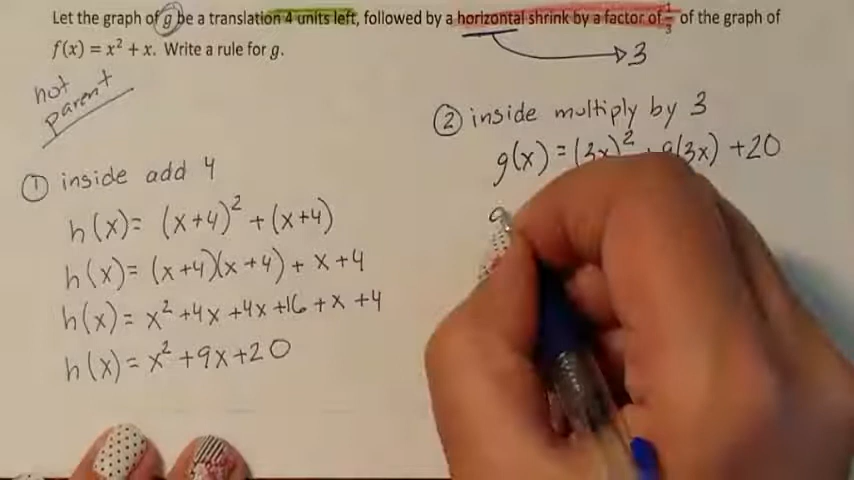 Let the graph of g be a translation 4 units left, followed by a horizontal shrink by a factor of 1/3 of the graph of
f(x) = x² + x. Write a rule for g.
→ 3
not
parent
① inside add 4
h(x) = (x+4)² + (x+4)
h(x) = (x+4)(x+4) + x + 4
h(x) = x² + 4x + 4x + 16 + x + 4
h(x) = x² + 9x + 20
② inside multiply by 3
g(x) = (3x)² + 9(3x) + 20